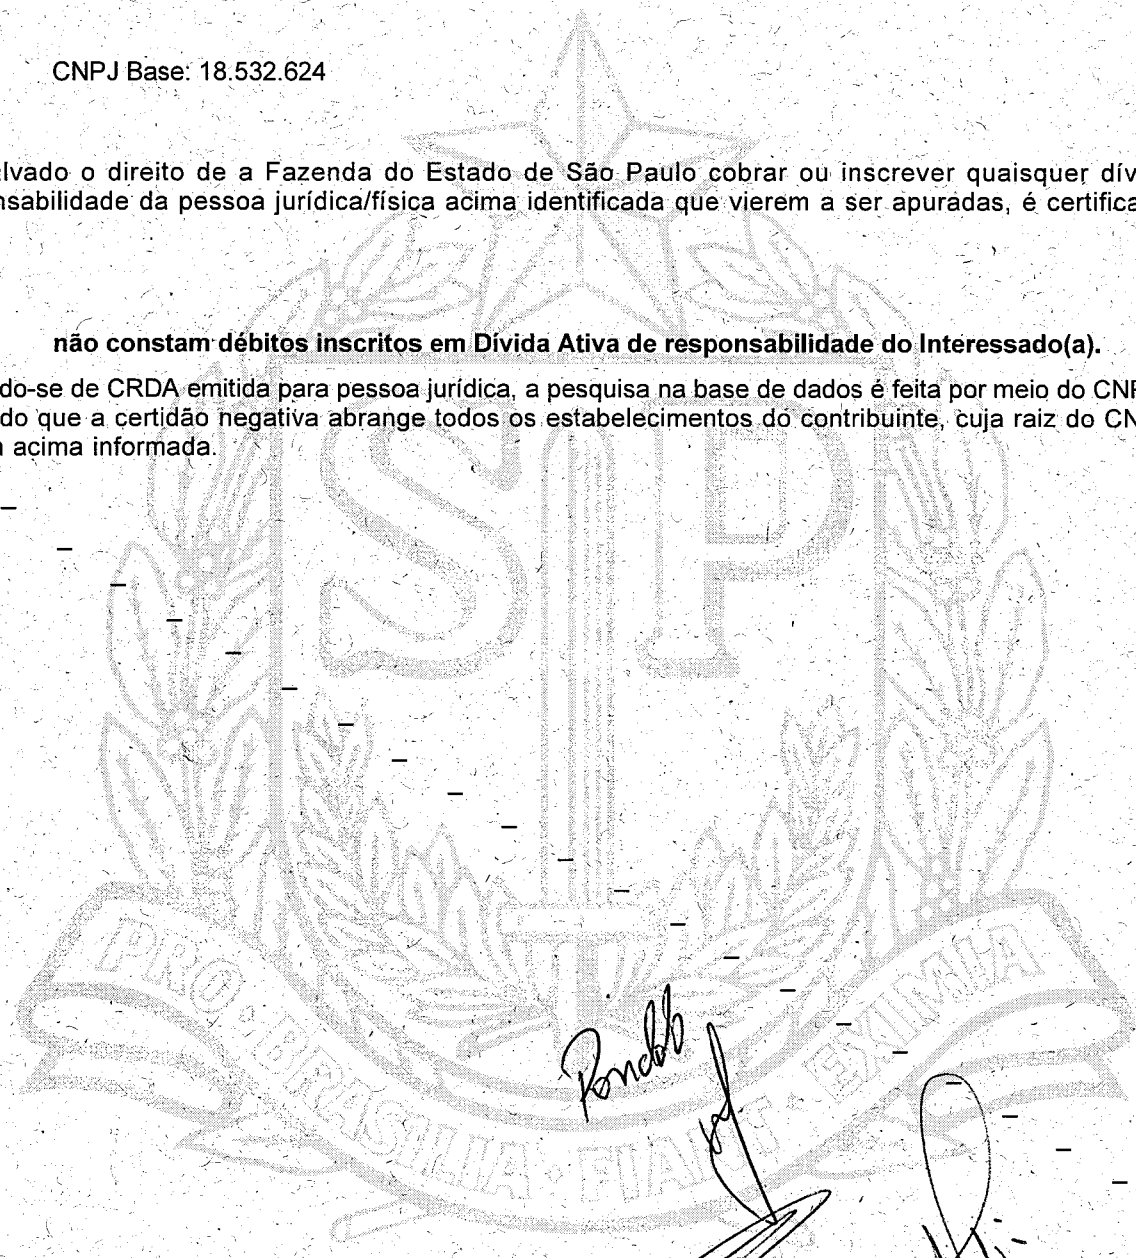 CNPJ Base: 18.532.624
lvado o direito de a Fazenda do Estado de São Paulo cobrar ou inscrever quaisquer dív
nsabilidade da pessoa jurídica/física acima identificada que vierem a ser apuradas, é certifica
não constam débitos inscritos em Dívida Ativa de responsabilidade do Interessado(a).
do-se de CRDA emitida para pessoa jurídica, a pesquisa na base de dados é feita por meio do CNP
do que a certidão negativa abrange todos os estabelecimentos do contribuinte, cuja raiz do CN
acima informada.
SP
PRO · BRASILIA · FIANT · EXIMIA